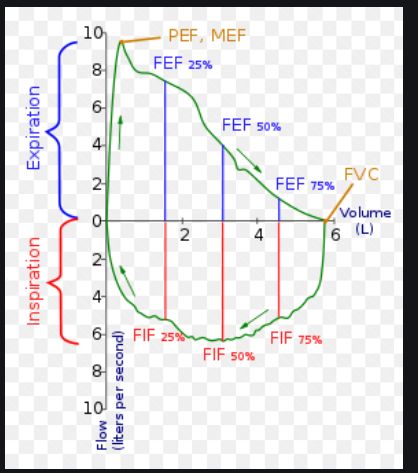 10
PEF, MEF
8
FEF 25%
6
FEF 50%
4
2
FEF 75%
FVC
Expiration
0
2
4
6
Volume
(L)
2
4
6
8
10
Inspiration
FIF 25%
FIF 50%
FIF 75%
Flow
(liters per second)